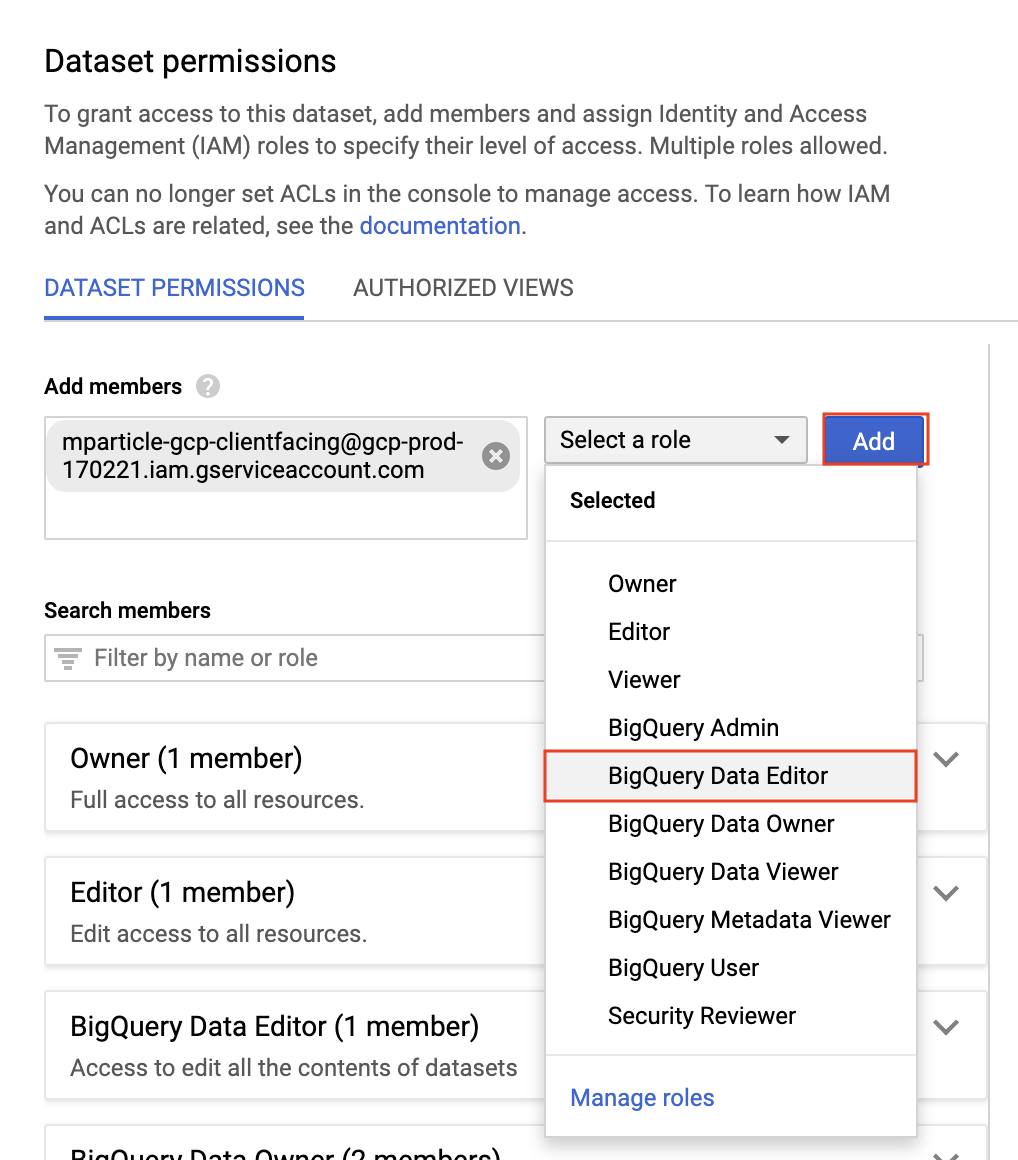 Dataset permissions
To grant access to this dataset, add members and assign Identity and Access
Management (IAM) roles to specify their level of access. Multiple roles allowed.
You can no longer set ACLs in the console to manage access. To learn how IAM
and ACLs are related, see the documentation.
DATASET PERMISSIONS AUTHORIZED VIEWS
Add members ?
mparticle-gcp-clientfacing@gcp-prod-
170221.iam.gserviceaccount.com
Select a role
Add
Selected
Owner
Editor
Viewer
BigQuery Admin
BigQuery Data Editor
BigQuery Data Owner
BigQuery Data Viewer
BigQuery Metadata Viewer
BigQuery User
Security Reviewer
Manage roles
Search members
Filter by name or role
Owner (1 member)
Full access to all resources.
Editor (1 member)
Edit access to all resources.
BigQuery Data Editor (1 member)
Access to edit all the contents of datasets
BigQuery Data Owner (2 members)